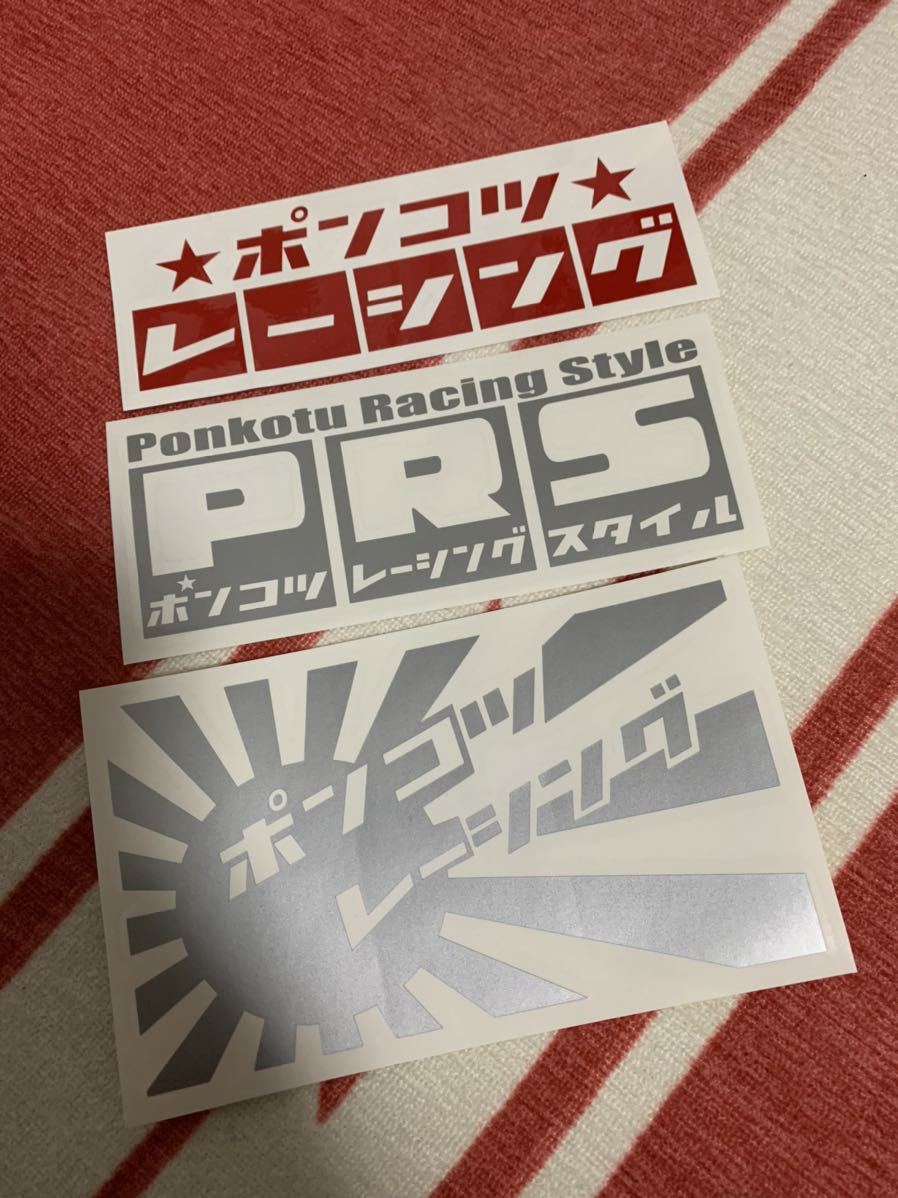 ★ポンコツ★
レーシング
Ponkotu Racing Style
PRS
ポンコツ レーシング スタイル
ポンコツ
レーシング